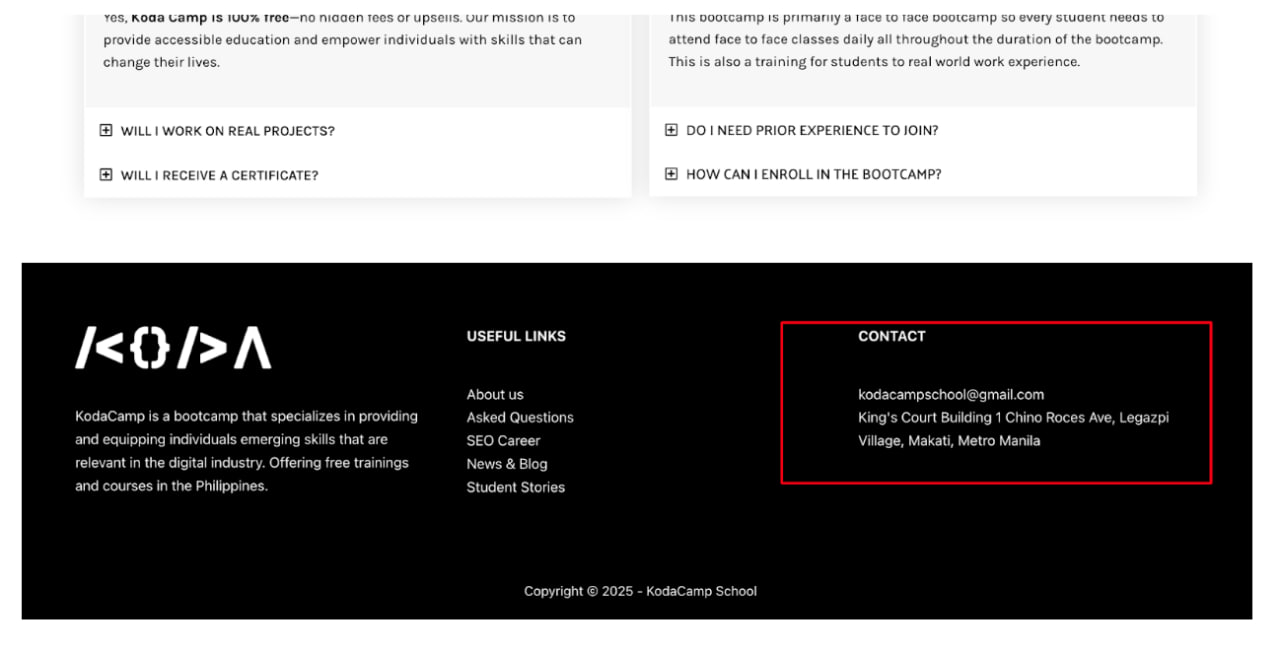 Yes, Koda Camp is 100% free—no hidden fees or upsells. Our mission is to
provide accessible education and empower individuals with skills that can
change their lives.
WILL I WORK ON REAL PROJECTS?
WILL I RECEIVE A CERTIFICATE?
This bootcamp is primarily a face to face bootcamp so every student needs to
attend face to face classes daily all throughout the duration of the bootcamp.
This is also a training for students to real world work experience.
DO I NEED PRIOR EXPERIENCE TO JOIN?
HOW CAN I ENROLL IN THE BOOTCAMP?
/<{}/>Λ
KodaCamp is a bootcamp that specializes in providing
and equipping individuals emerging skills that are
relevant in the digital industry. Offering free trainings
and courses in the Philippines.
USEFUL LINKS
About us
Asked Questions
SEO Career
News & Blog
Student Stories
CONTACT
kodacampschool@gmail.com
King's Court Building 1 Chino Roces Ave, Legazpi
Village, Makati, Metro Manila
Copyright © 2025 - KodaCamp School